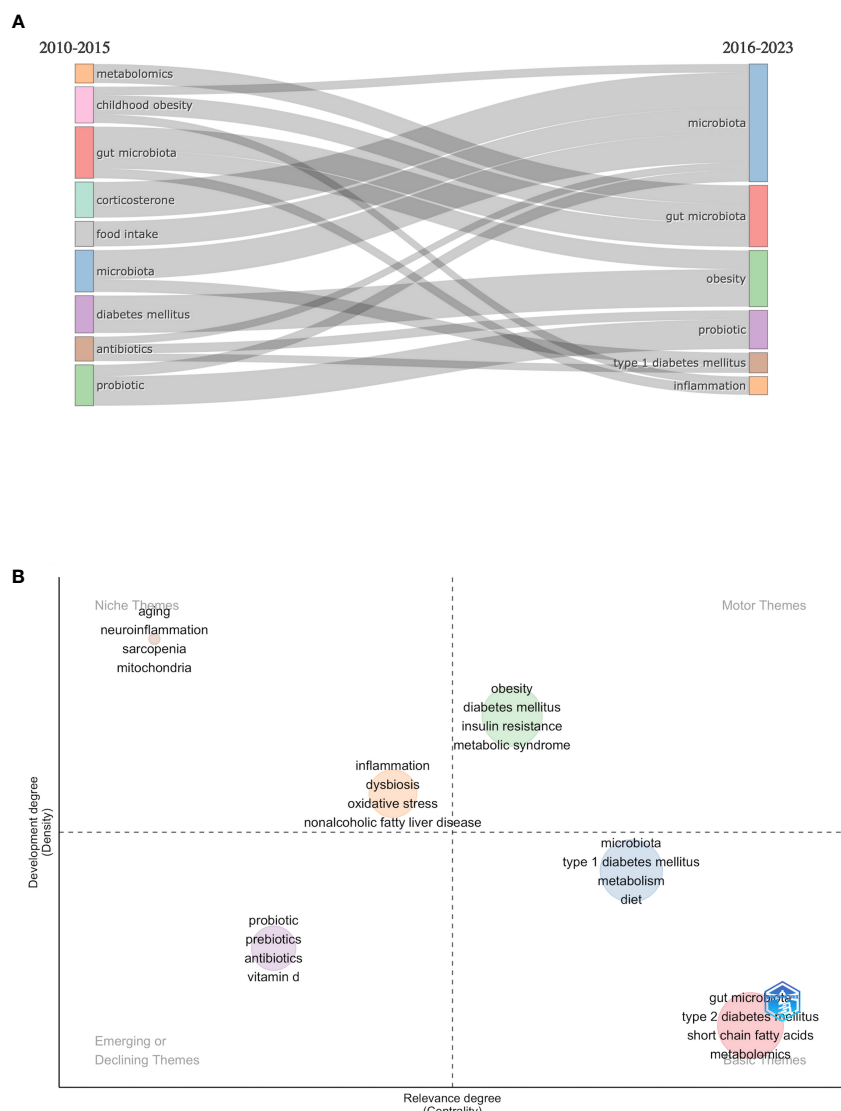 A
2010-2015
2016-2023
metabolomics
childhood obesity
gut microbiota
corticosterone
food intake
microbiota
diabetes mellitus
antibiotics
probiotic
microbiota
gut microbiota
obesity
probiotic
type 1 diabetes mellitus
inflammation
B
Niche Themes
Motor Themes
aging
neuroinflammation
sarcopenia
mitochondria
obesity
diabetes mellitus
insulin resistance
metabolic syndrome
inflammation
dysbiosis
oxidative stress
nonalcoholic fatty liver disease
microbiota
type 1 diabetes mellitus
metabolism
diet
probiotic
prebiotics
antibiotics
vitamin d
gut microbiota
type 2 diabetes mellitus
short chain fatty acids
metabolomics
Emerging or
Declining Themes
Basic Themes
Development degree
(Density)
Relevance degree
(Centrality)